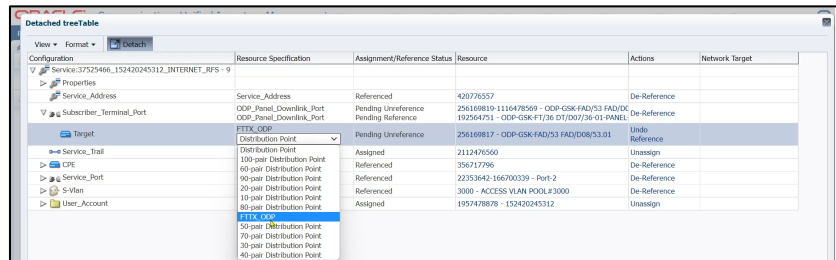 Detached treeTable
View Format Detach
Configuration Resource Specification Assignment/Reference Status Resource Actions Network Target
Service:37525466_152420245312_INTERNET_RFS - 9
Properties
Service_Address Service_Address Referenced 420776557 De-Reference
Subscriber_Terminal_Port ODP_Panel_Downlink_Port Pending Unreference 256169819-1116478569 - ODP-GSK-FAD/53 FAD/D0 De-Reference
ODP_Panel_Downlink_Port Pending Reference 192564751 - ODP-GSK-FT/36 DT/D07/36-01-PANEL-
Target FTTX_ODP Pending Unreference 256169817 - ODP-GSK-FAD/53 FAD/D08/53.01 Undo Reference
Distribution Point
Service_Trail Assigned 2112476560 Unassign
CPE Referenced 356717796 De-Reference
Service_Port Referenced 22353642-166700339 - Port-2 De-Reference
S-Vlan Referenced 3000 - ACCESS VLAN POOL#3000 De-Reference
User_Account Assigned 1957478878 - 152420245312 Unassign
Distribution Point
100-pair Distribution Point
60-pair Distribution Point
90-pair Distribution Point
20-pair Distribution Point
10-pair Distribution Point
80-pair Distribution Point
FTTX_ODP
50-pair Distribution Point
70-pair Distribution Point
30-pair Distribution Point
40-pair Distribution Point